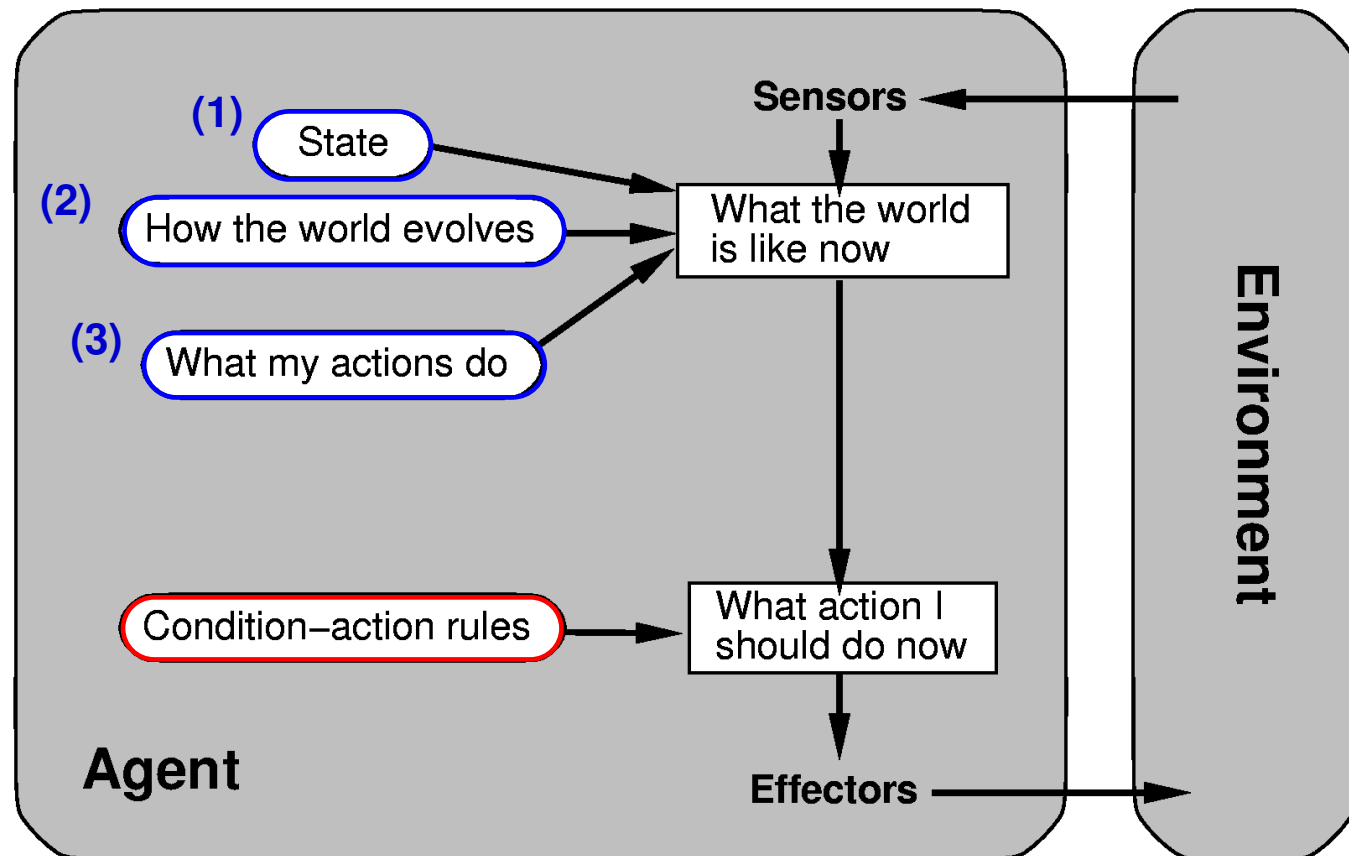 Sensors
(1)
State
(2)
How the world evolves
What the world
is like now
(3)
What my actions do
Environment
Condition–action rules
What action I
should do now
Agent
Effectors